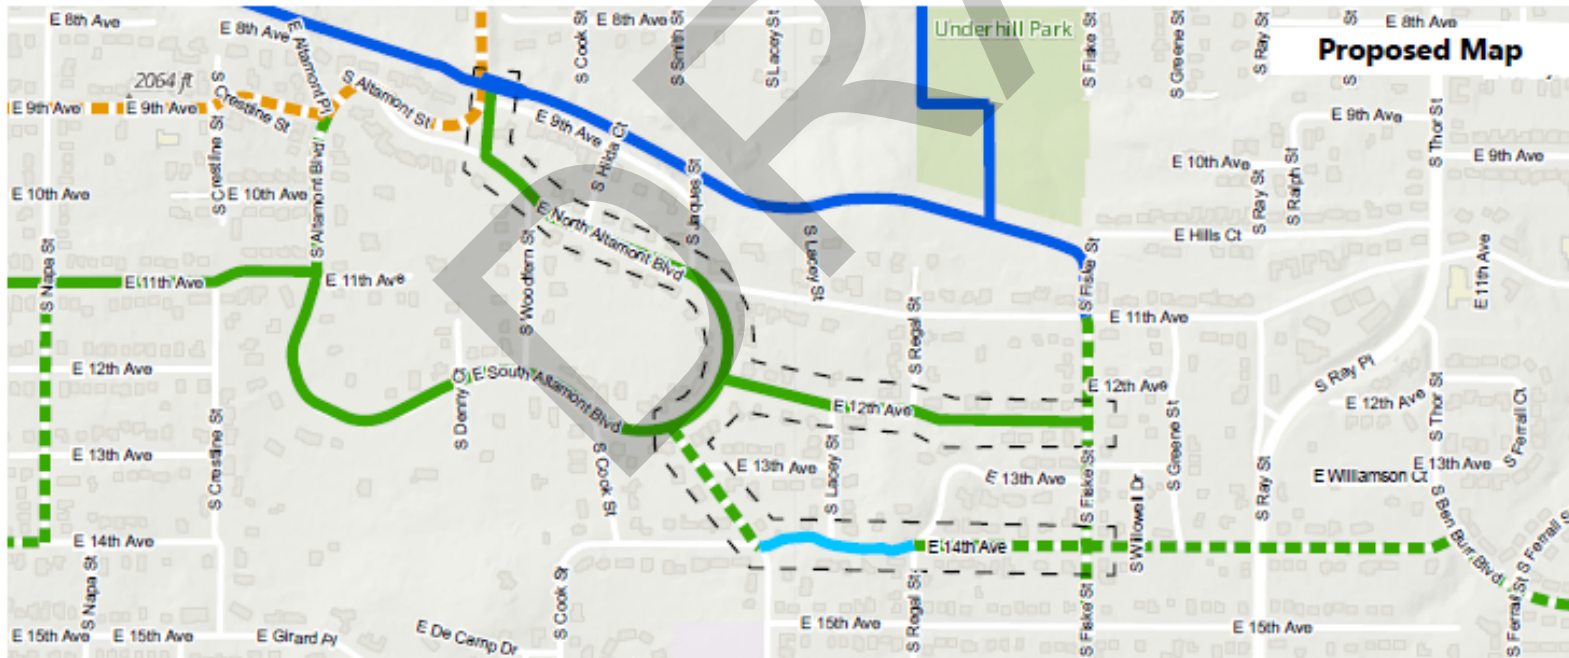 E 8th Ave
E 8th Ave
E Altamont Pl
S Cook St
E 8th Ave
S Smith St
S Lacey St
Underhill Park
S Fiske St
S Greene St
S Ray St
St
E 8th Ave
Proposed Map
2064 ft
S Altamont St
E 9th Ave
E 9th Ave
S Crestline St
E 9th Ave
S Hilda Ct
E 9th Ave
S Thor St
E 9th Ave
E 10th Ave
S Crestline St
E 10th Ave
S Altamont Blvd
E North Altamont Blvd
S Jaques St
E 10th Ave
S Ray St
S Ralph St
E Hills Ct
S Napa St
E 11th Ave
E 11th Ave
S Woodfern St
S Lacey St
S Regal St
S Fiske St
E 11th Ave
E 11th Ave
E 12th Ave
S Denny Ct
E South Altamont Blvd
E 12th Ave
E 12th Ave
S Ray Pl
E 12th Ave
S Thor St
S Ferrall Ct
S Crestline St
E 13th Ave
S Cook St
E 13th Ave
S Lacey St
E 13th Ave
S Fiske St
S Greene St
S Willowell Dr
S Ray St
E Williamson Ct
E 13th Ave
S Ben Burr Blvd
S Ferrall S
E 14th Ave
E 14th Ave
S Napa St
S Cook St
S Regal St
S Fiske St
S Ferrall St
E 15th Ave
E 15th Ave
E Girard Pl
E De Camp Dr
E 15th Ave
E 15th Ave
DRA